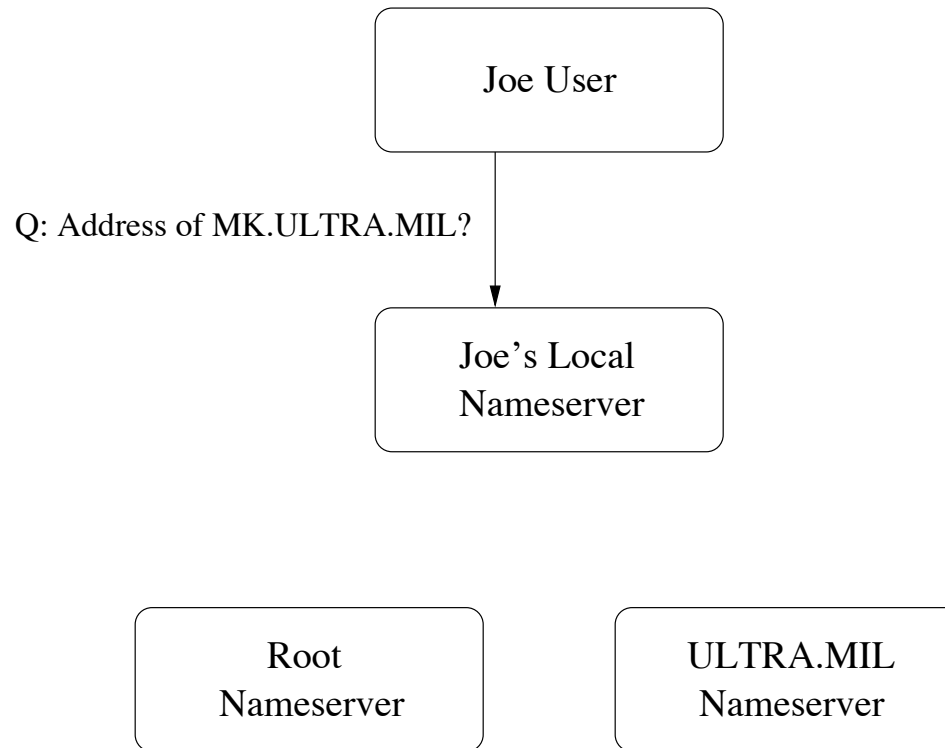 Joe User
Q: Address of MK.ULTRA.MIL?
Joe’s Local
Nameserver
Root
Nameserver
ULTRA.MIL
Nameserver